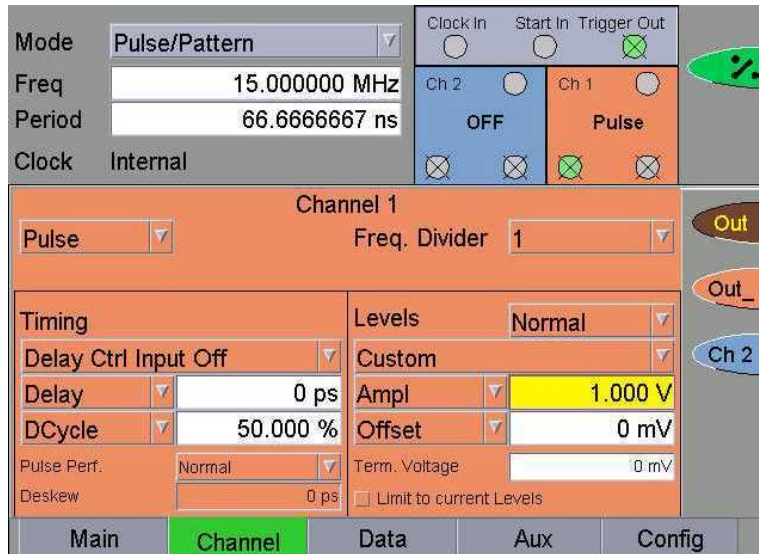 Mode Pulse/Pattern
Freq 15.000000 MHz
Period 66.6666667 ns
Clock Internal
Clock In Start In Trigger Out
Ch 2 Ch 1
OFF Pulse
Channel 1
Pulse Freq. Divider 1
Timing
Delay Ctrl Input Off
Delay 0 ps
DCycle 50.000 %
Pulse Perf. Normal
Deskew 0 ps
Levels Normal
Custom
Ampl 1.000 V
Offset 0 mV
Term. Voltage 0 mV
Limit to current Levels
Out
Out_
Ch 2
Main Channel Data Aux Config